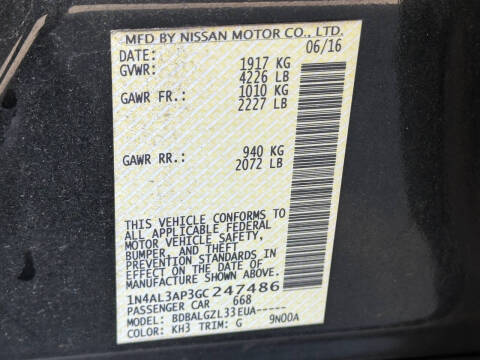 MFD BY NISSAN MOTOR CO., LTD.
DATE: 06/16
GVWR: 1917 KG
4226 LB
GAWR FR.: 1010 KG
2227 LB
GAWR RR.: 940 KG
2072 LB
THIS VEHICLE CONFORMS TO
ALL APPLICABLE FEDERAL
MOTOR VEHICLE SAFETY,
BUMPER, AND THEFT
PREVENTION STANDARDS IN
EFFECT ON THE DATE OF
MANUFACTURE SHOWN ABOVE.
1N4AL3AP3GC247486
PASSENGER CAR 668
MODEL: BDBALGZL33EUA-----
COLOR: KH3 TRIM: G 9N00A